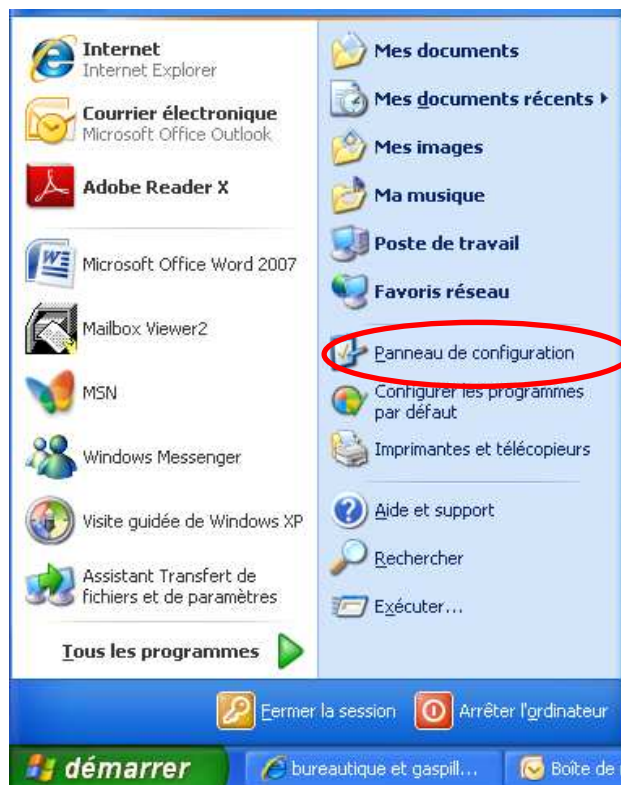 Internet
Internet Explorer
Courrier électronique
Microsoft Office Outlook
Adobe Reader X
Microsoft Office Word 2007
Mailbox Viewer2
MSN
Windows Messenger
Visite guidée de Windows XP
Assistant Transfert de
fichiers et de paramètres
Tous les programmes
Mes documents
Mes documents récents
Mes images
Ma musique
Poste de travail
Favoris réseau
Panneau de configuration
Configurer les programmes
par défaut
Imprimantes et télécopieurs
Aide et support
Rechercher
Exécuter...
Fermer la session
Arrêter l'ordinateur
démarrer
bureautique et gaspill...
Boîte de